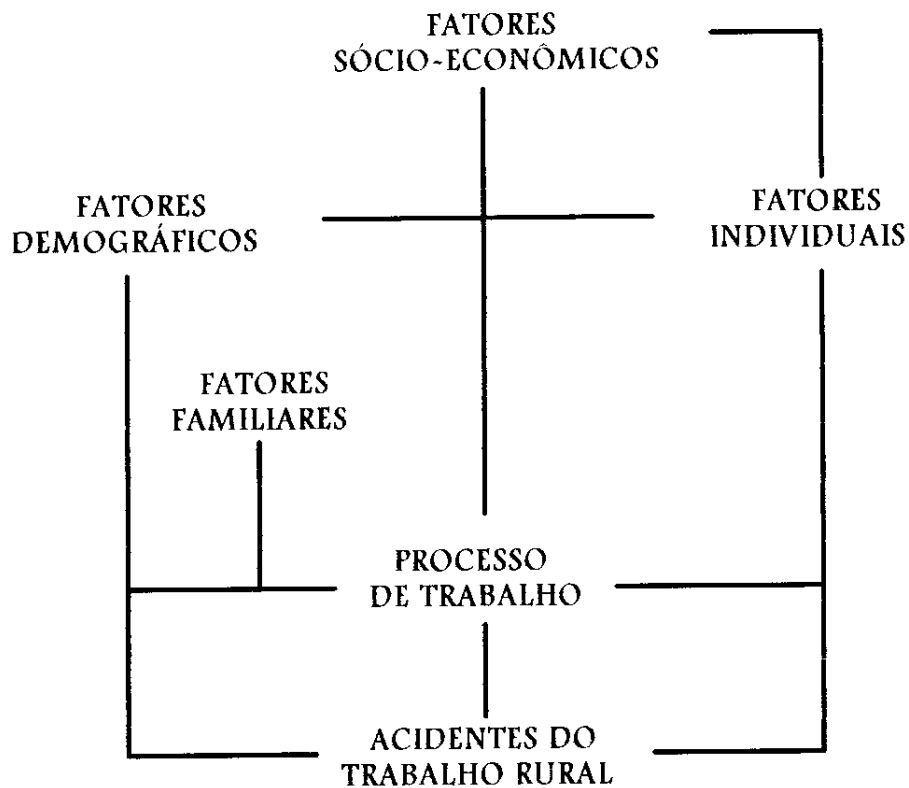 FATORES
SÓCIO-ECONÔMICOS
FATORES
DEMOGRÁFICOS
FATORES
INDIVIDUAIS
FATORES
FAMILIARES
PROCESSO
DE TRABALHO
ACIDENTES DO
TRABALHO RURAL